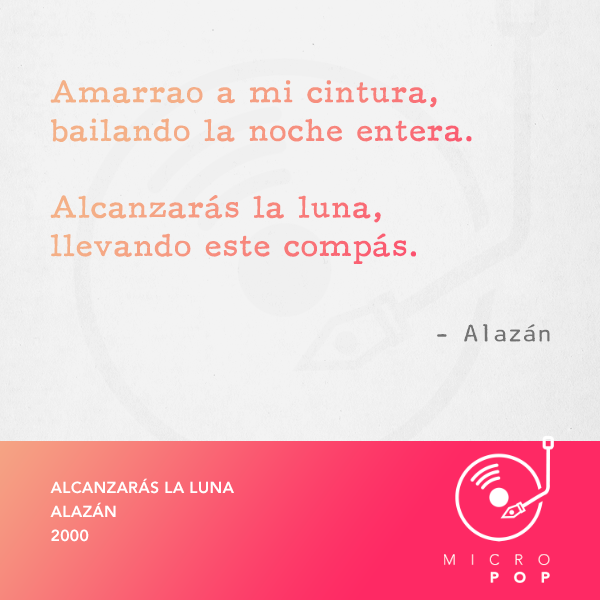 Amarrao a mi cintura,
bailando la noche entera.
Alcanzarás la luna,
llevando este compás.
- Alazán
ALCANZARÁS LA LUNA
ALAZÁN
2000
MICRO
POP